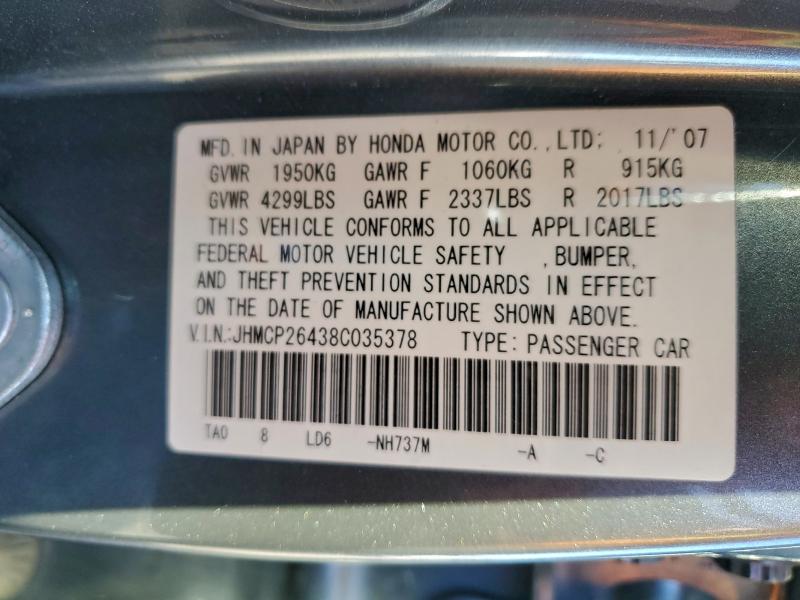 MFD. IN JAPAN BY HONDA MOTOR CO., LTD; 11/'07
GVWR 1950KG GAWR F 1060KG R 915KG
GVWR 4299LBS GAWR F 2337LBS R 2017LBS
THIS VEHICLE CONFORMS TO ALL APPLICABLE
FEDERAL MOTOR VEHICLE SAFETY , BUMPER,
AND THEFT PREVENTION STANDARDS IN EFFECT
ON THE DATE OF MANUFACTURE SHOWN ABOVE.
V.I.N.:JHMCP26438C035378 TYPE: PASSENGER CAR
TA0 8 LD6 -NH737M -A -C